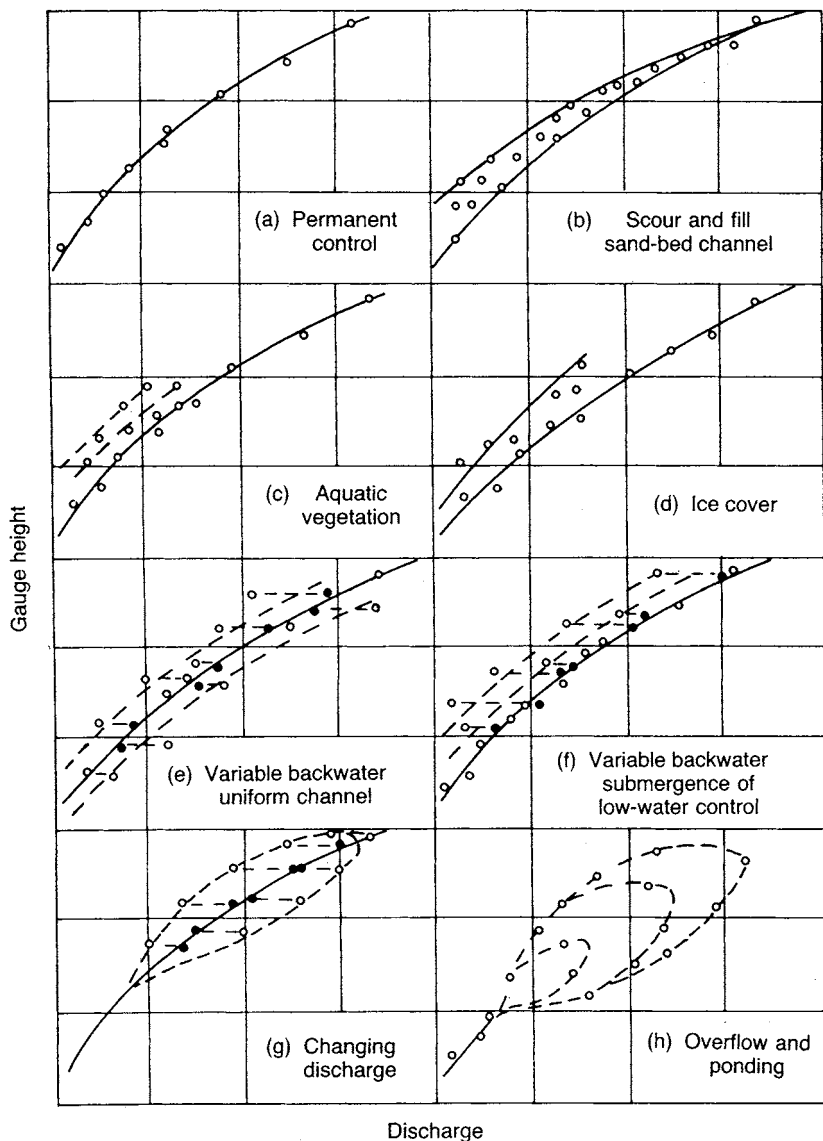 (a) Permanent
control
(b) Scour and fill
sand-bed channel
(c) Aquatic
vegetation
(d) Ice cover
Gauge height
(e) Variable backwater
uniform channel
(f) Variable backwater
submergence of
low-water control
(g) Changing
discharge
(h) Overflow and
ponding
Discharge